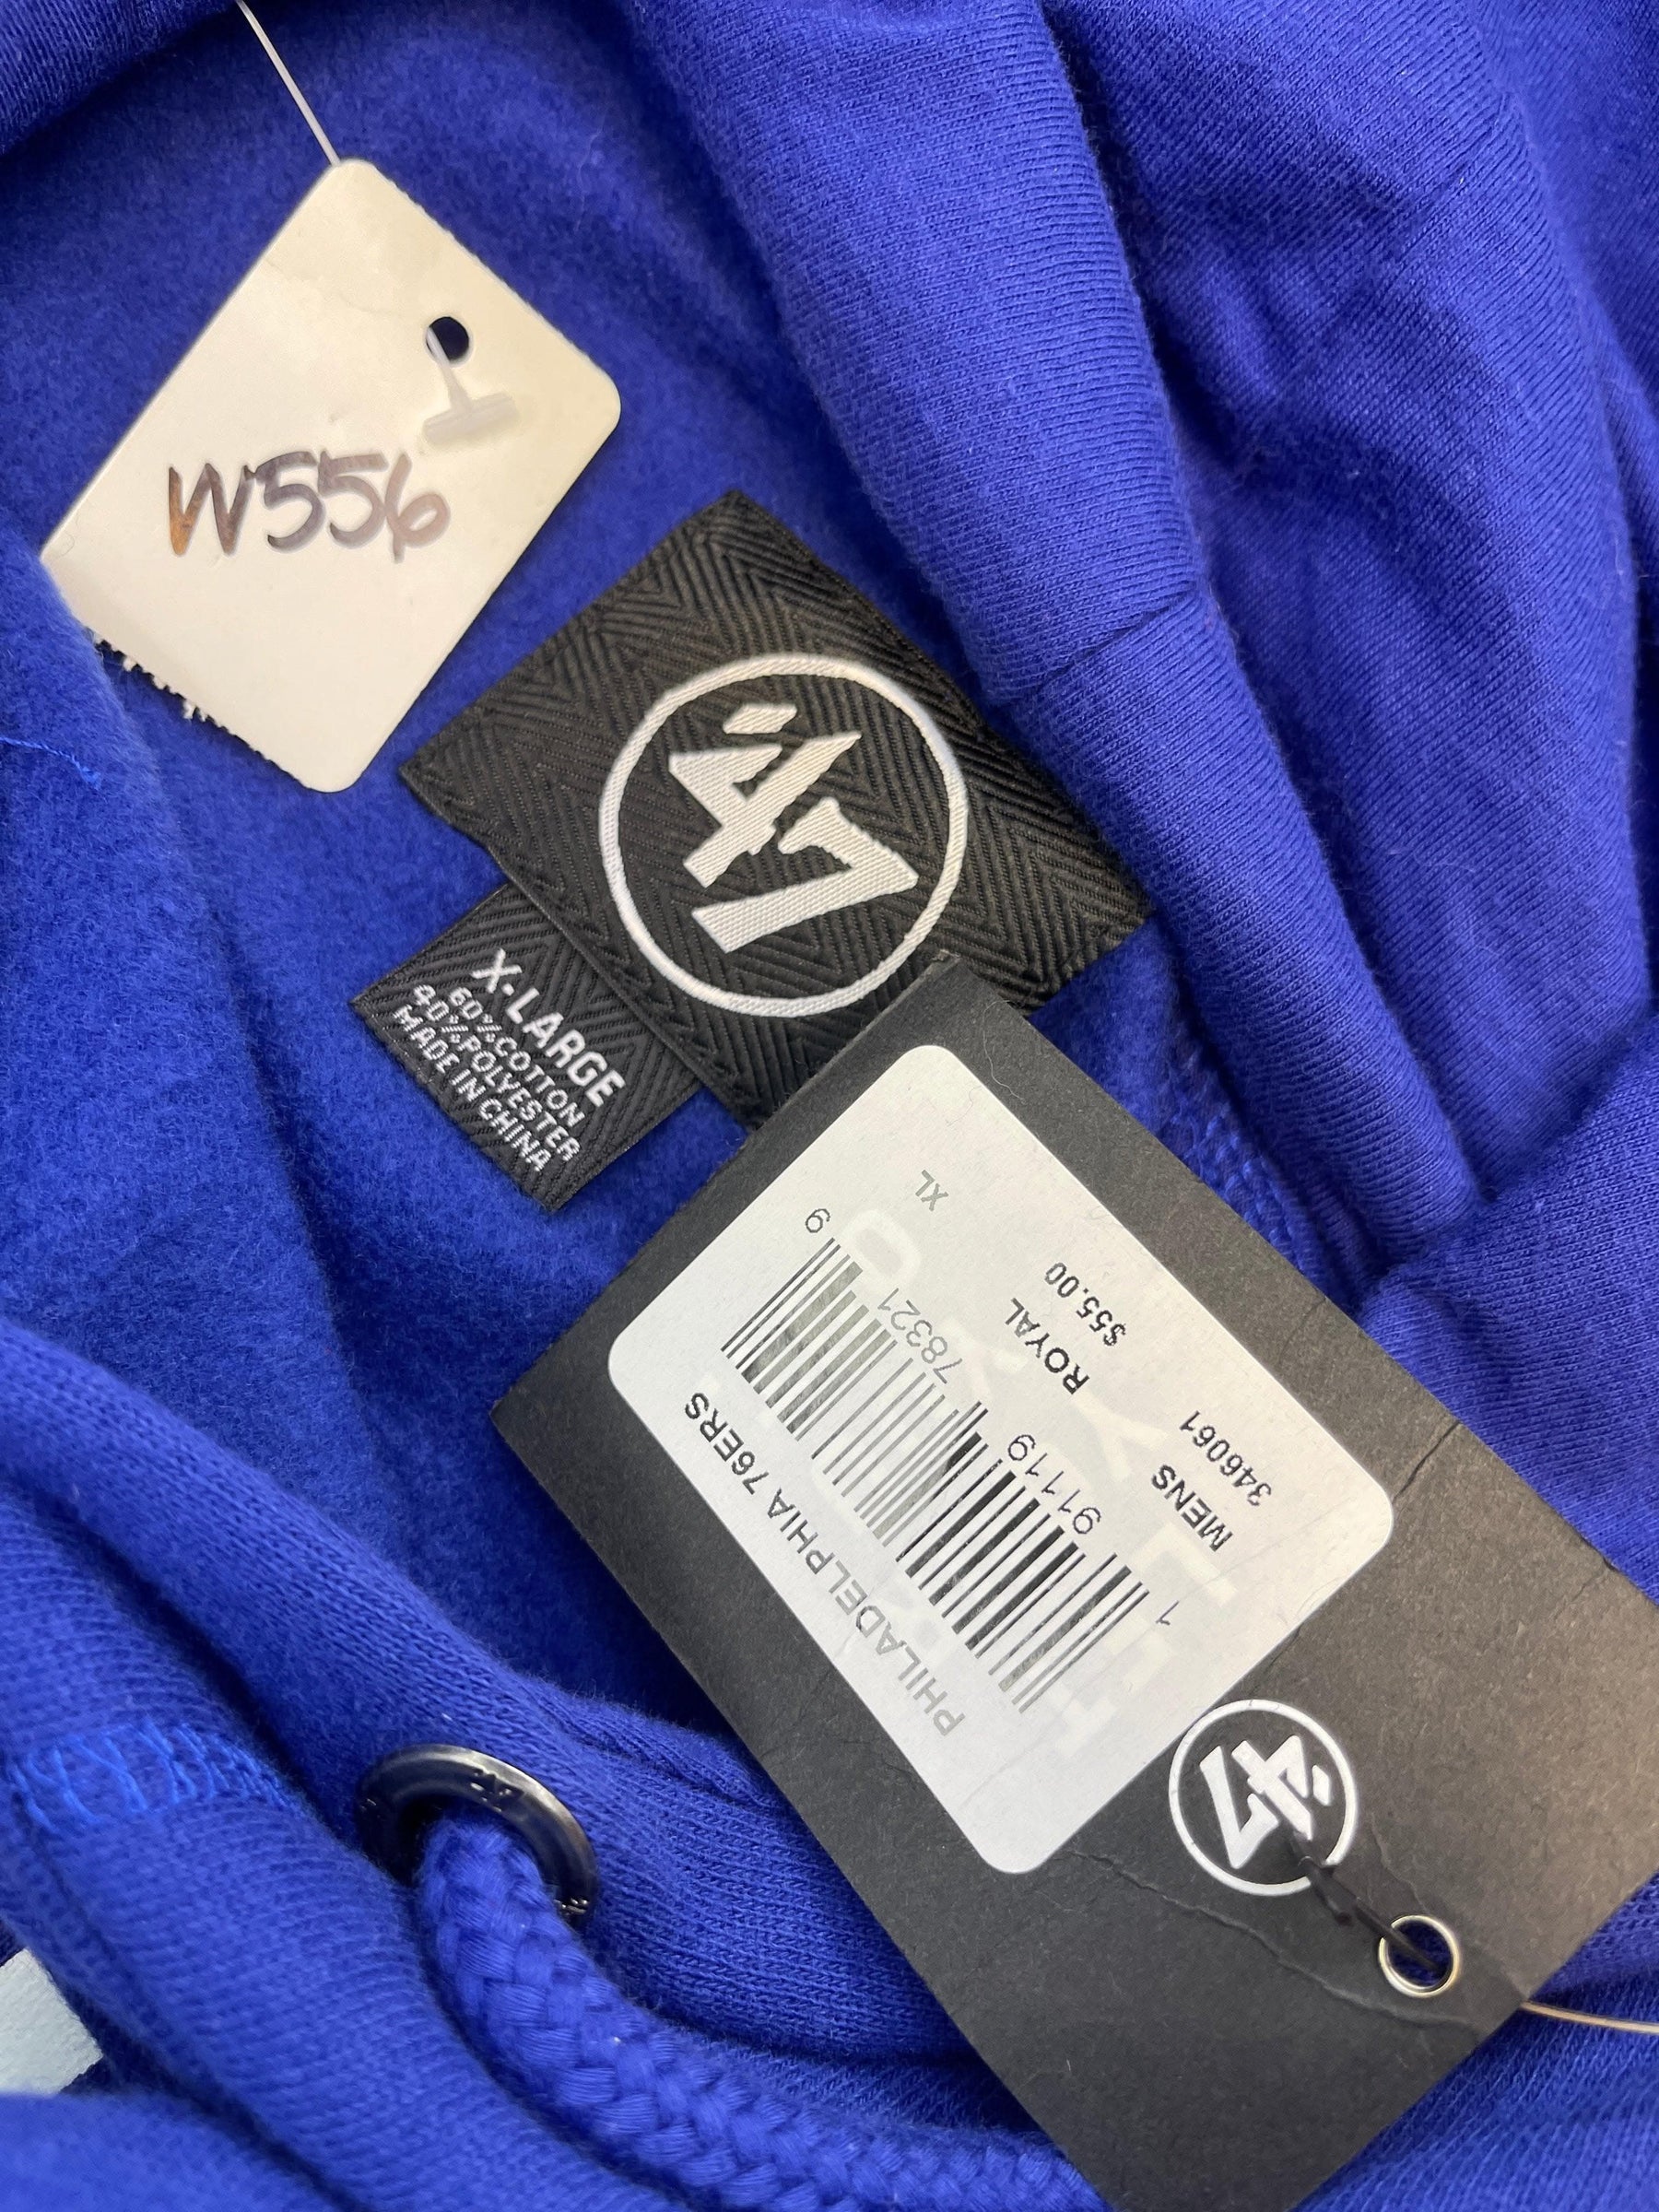 W556
'47
X-LARGE
60%COTTON
40%POLYESTER
MADE IN CHINA
'47
346061
MENS
$55.00
ROYAL
XL
1 91119 78321 9
PHILADELPHIA 76ERS